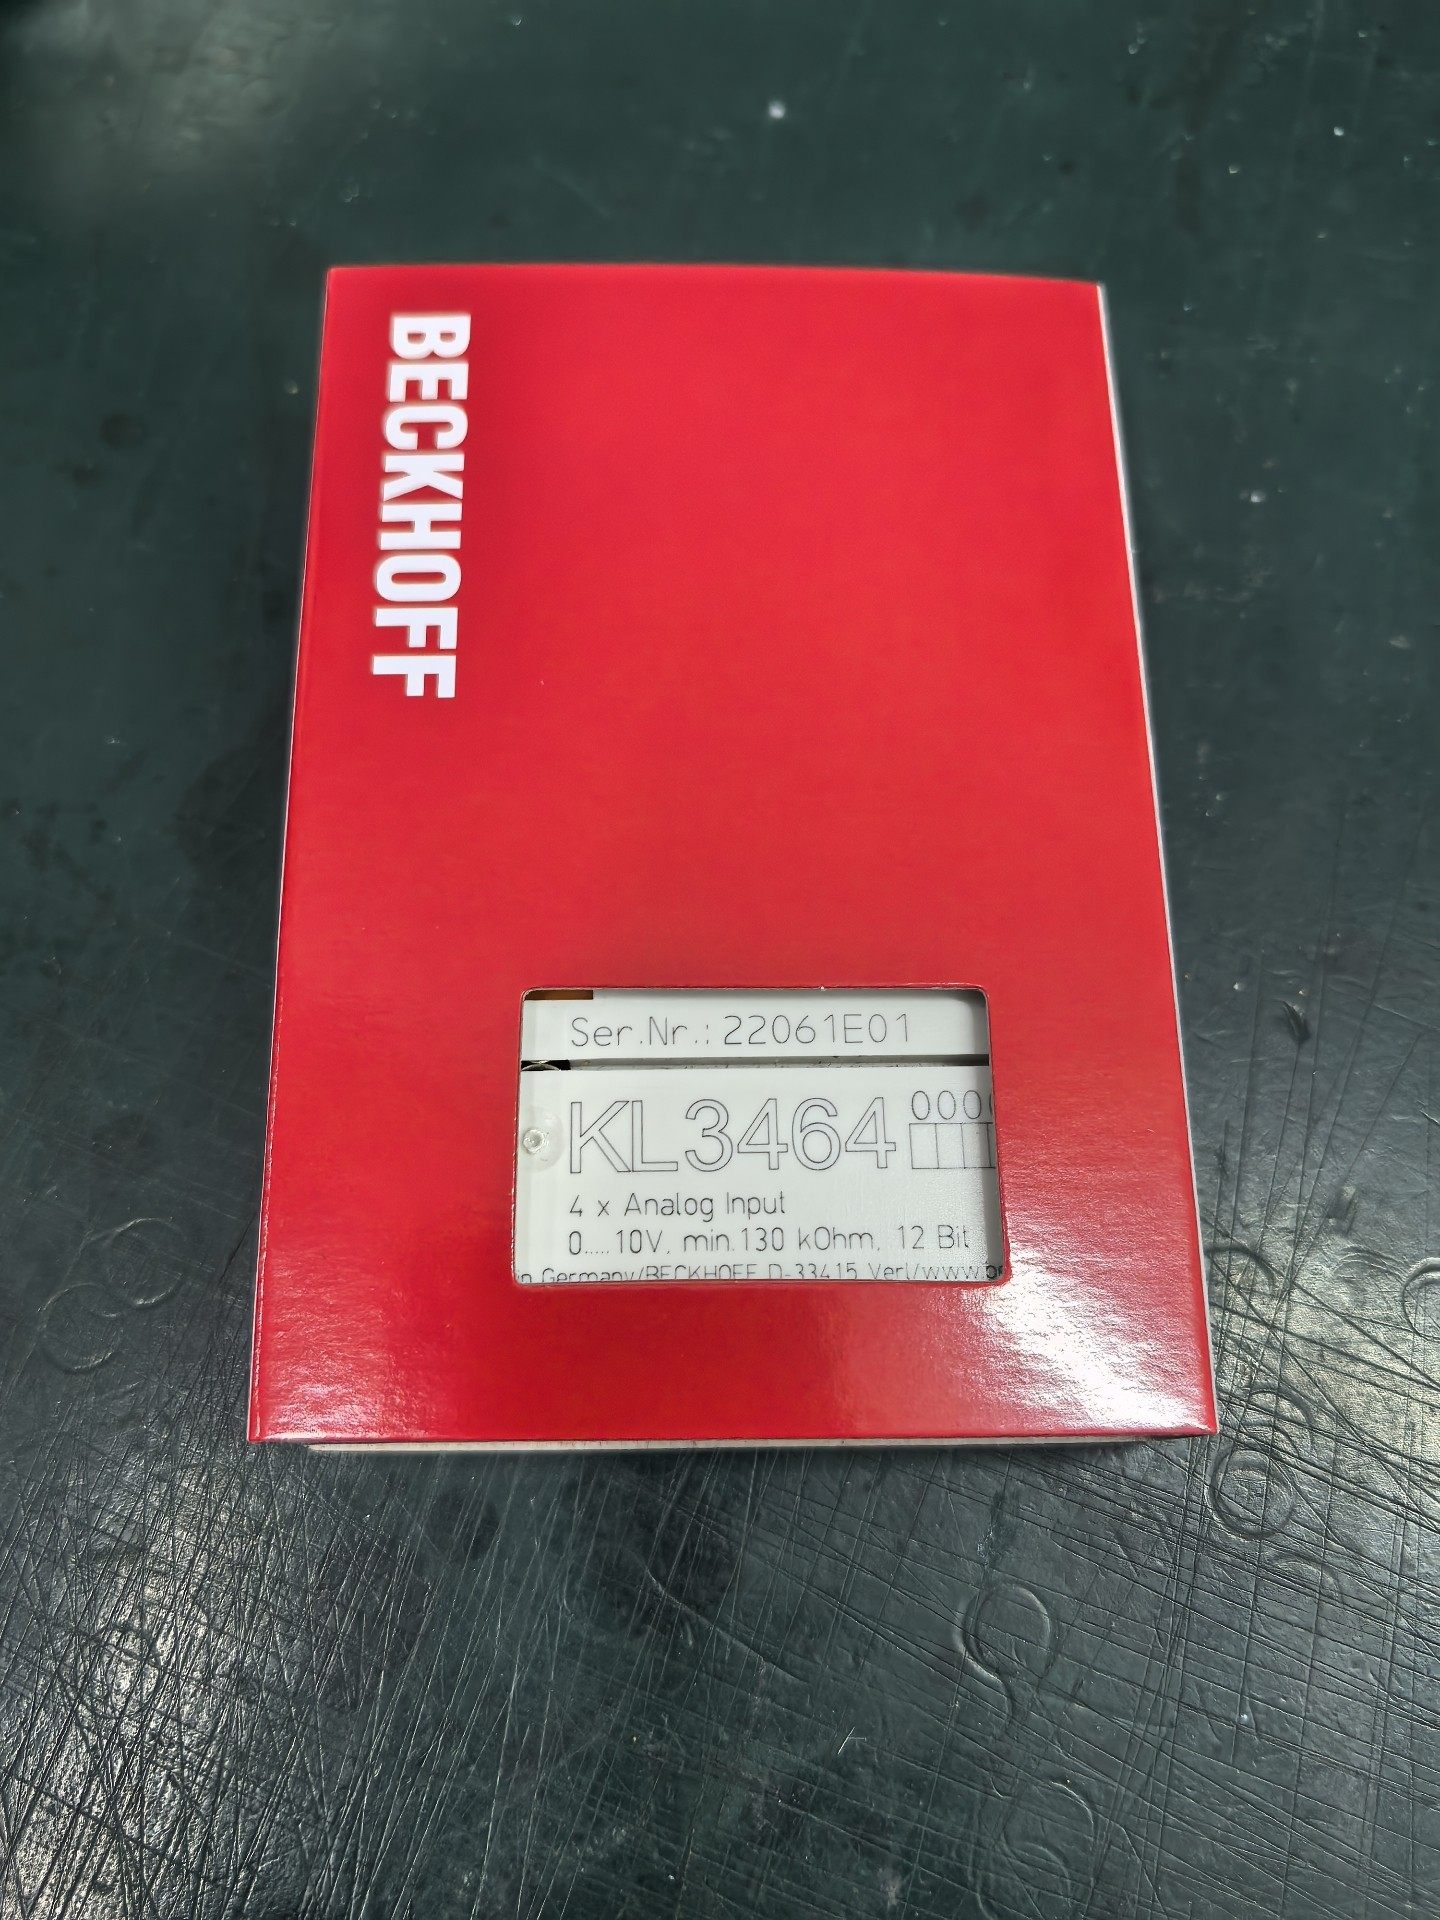 BECKHOFF
Ser.Nr.: 22061E01
KL3464 000
4 x Analog Input
0.....10V, min.130 kOhm, 12 Bit
n Germany/BECKHOFF D-33415 Verl/www.